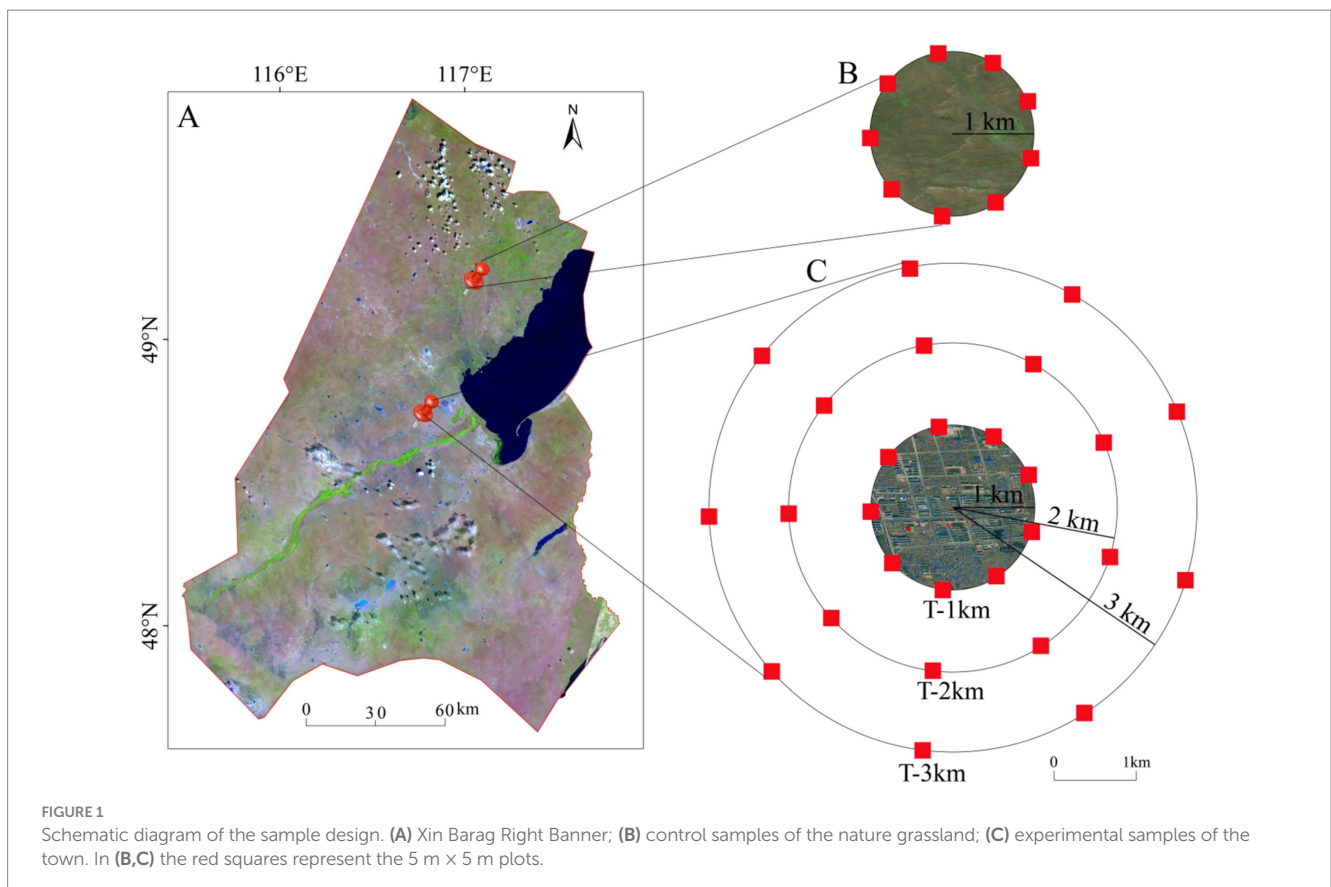 116°E
117°E
A
N
49°N
48°N
0 30 60 km
B
1 km
C
1 km
2 km
3 km
T-1km
T-2km
T-3km
0 1km
FIGURE 1
Schematic diagram of the sample design. (A) Xin Barag Right Banner; (B) control samples of the nature grassland; (C) experimental samples of the
town. In (B,C) the red squares represent the 5 m × 5 m plots.